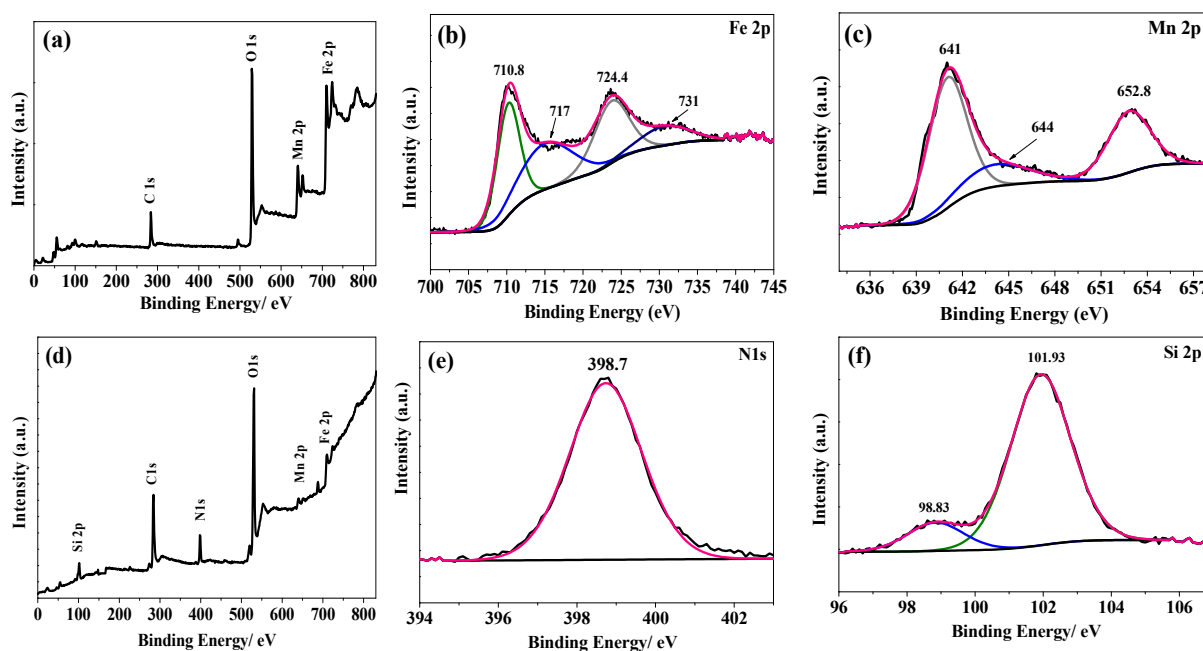 (a)
C 1s
O 1s
Mn 2p
Fe 2p
Intensity (a.u.)
0 100 200 300 400 500 600 700 800
Binding Energy/ eV
(b)
Fe 2p
710.8
717
724.4
731
Intensity (a.u.)
700 705 710 715 720 725 730 735 740 745
Binding Energy (eV)
(c)
Mn 2p
641
644
652.8
Intensity (a.u.)
636 639 642 645 648 651 654 657
Binding Energy (eV)
(d)
Si 2p
C1s
N1s
O1s
Mn 2p
Fe 2p
Intensity (a.u.)
0 100 200 300 400 500 600 700 800
Binding Energy/ eV
(e)
N1s
398.7
Intensity (a.u.)
394 396 398 400 402
Binding Energy/ eV
(f)
Si 2p
98.83
101.93
Intensity (a.u.)
96 98 100 102 104 106
Binding Energy/ eV